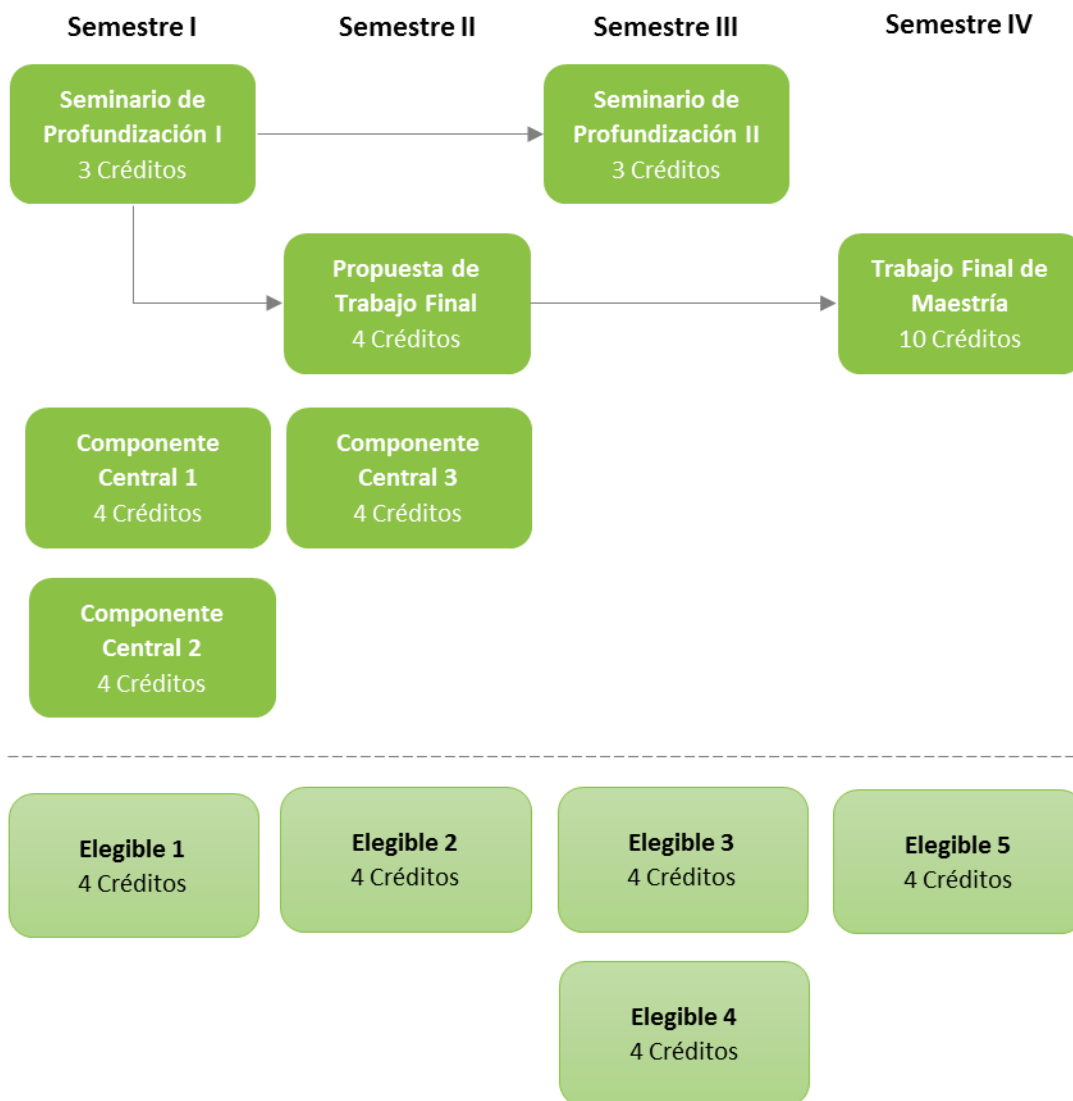 Semestre I
Semestre II
Semestre III
Semestre IV
Seminario de
Profundización I
3 Créditos
Seminario de
Profundización II
3 Créditos
Propuesta de
Trabajo Final
4 Créditos
Trabajo Final de
Maestría
10 Créditos
Componente
Central 1
4 Créditos
Componente
Central 3
4 Créditos
Componente
Central 2
4 Créditos
Elegible 1
4 Créditos
Elegible 2
4 Créditos
Elegible 3
4 Créditos
Elegible 5
4 Créditos
Elegible 4
4 Créditos